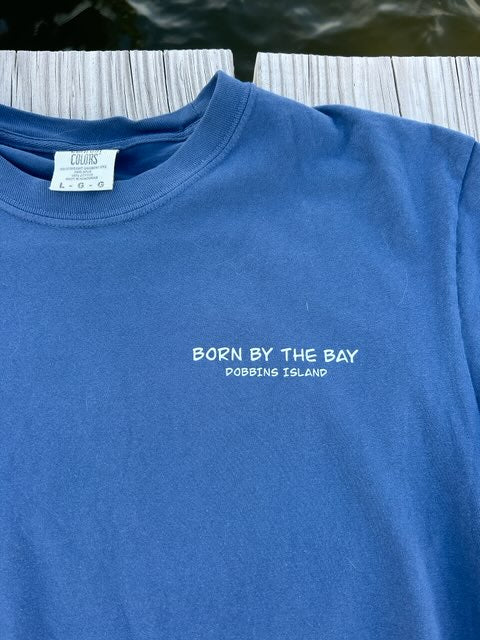 COLORS
L - G - G
BORN BY THE BAY
DOBBINS ISLAND